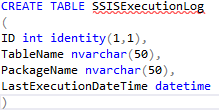 CREATE TABLE SSISExecutionLog
(
ID int identity(1,1),
TableName nvarchar(50),
PackageName nvarchar(50),
LastExecutionDateTime datetime
)